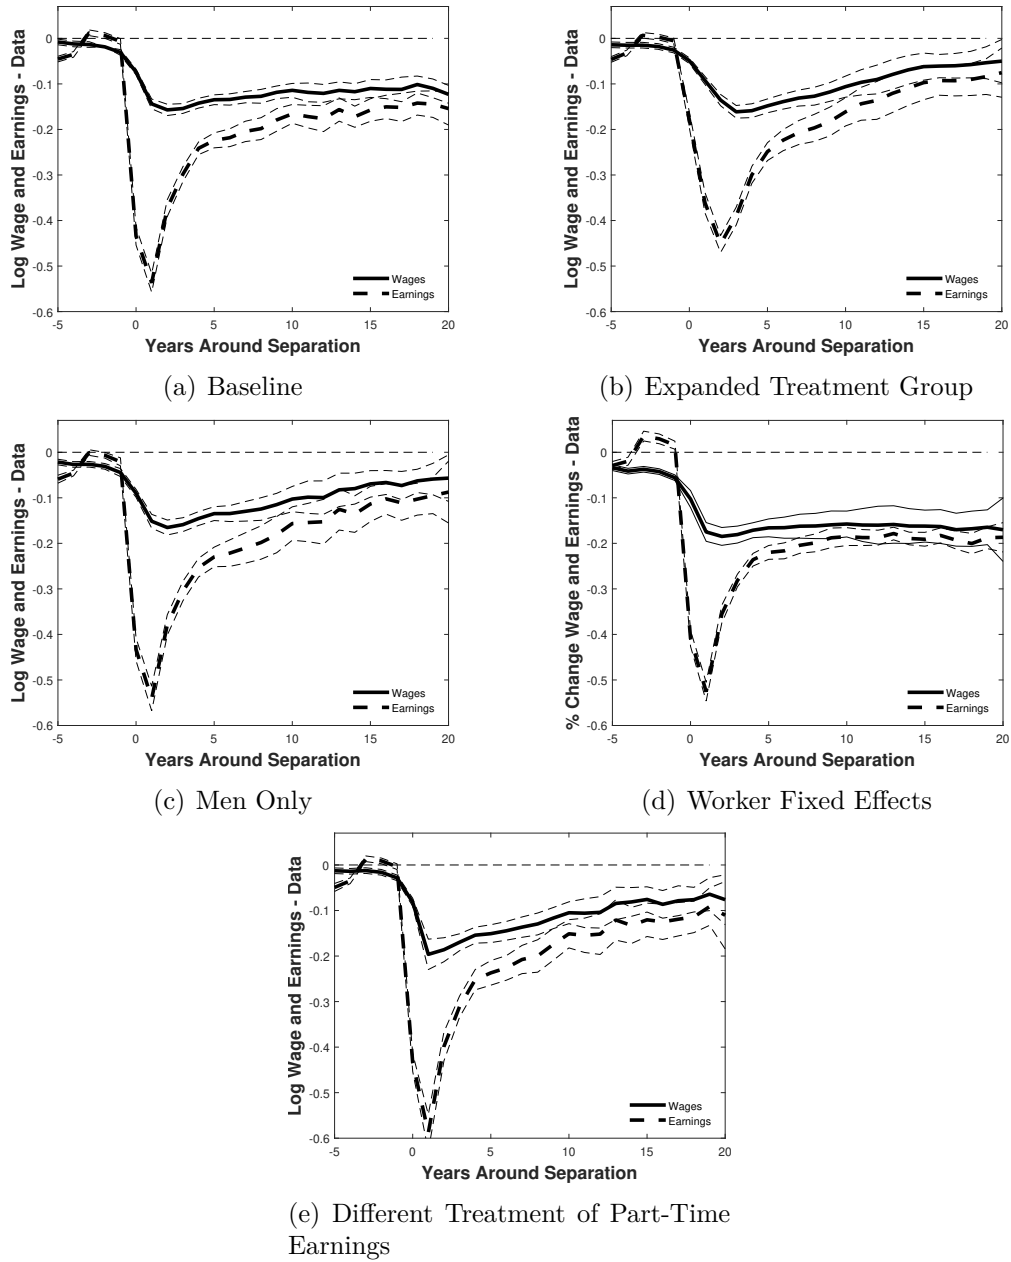 Log Wage and Earnings - Data
0
-0.1
-0.2
-0.3
-0.4
-0.5
-0.6
Wages
Earnings
-5 0 5 10 15 20
Years Around Separation
(a) Baseline
Log Wage and Earnings - Data
0
-0.1
-0.2
-0.3
-0.4
-0.5
-0.6
Wages
Earnings
-5 0 5 10 15 20
Years Around Separation
(b) Expanded Treatment Group
Log Wage and Earnings - Data
0
-0.1
-0.2
-0.3
-0.4
-0.5
-0.6
Wages
Earnings
-5 0 5 10 15 20
Years Around Separation
(c) Men Only
% Change Wage and Earnings - Data
0
-0.1
-0.2
-0.3
-0.4
-0.5
-0.6
Wages
Earnings
-5 0 5 10 15 20
Years Around Separation
(d) Worker Fixed Effects
Log Wage and Earnings - Data
0
-0.1
-0.2
-0.3
-0.4
-0.5
-0.6
Wages
Earnings
-5 0 5 10 15 20
Years Around Separation
(e) Different Treatment of Part-Time
Earnings